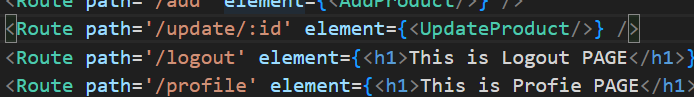 <Route path='/add' element={<AddProduct/>} />
<Route path='/update/:id' element={<UpdateProduct/>} />
<Route path='/logout' element={<h1>This is Logout PAGE</h1>}
<Route path='/profile' element={<h1>This is Profie PAGE</h1>